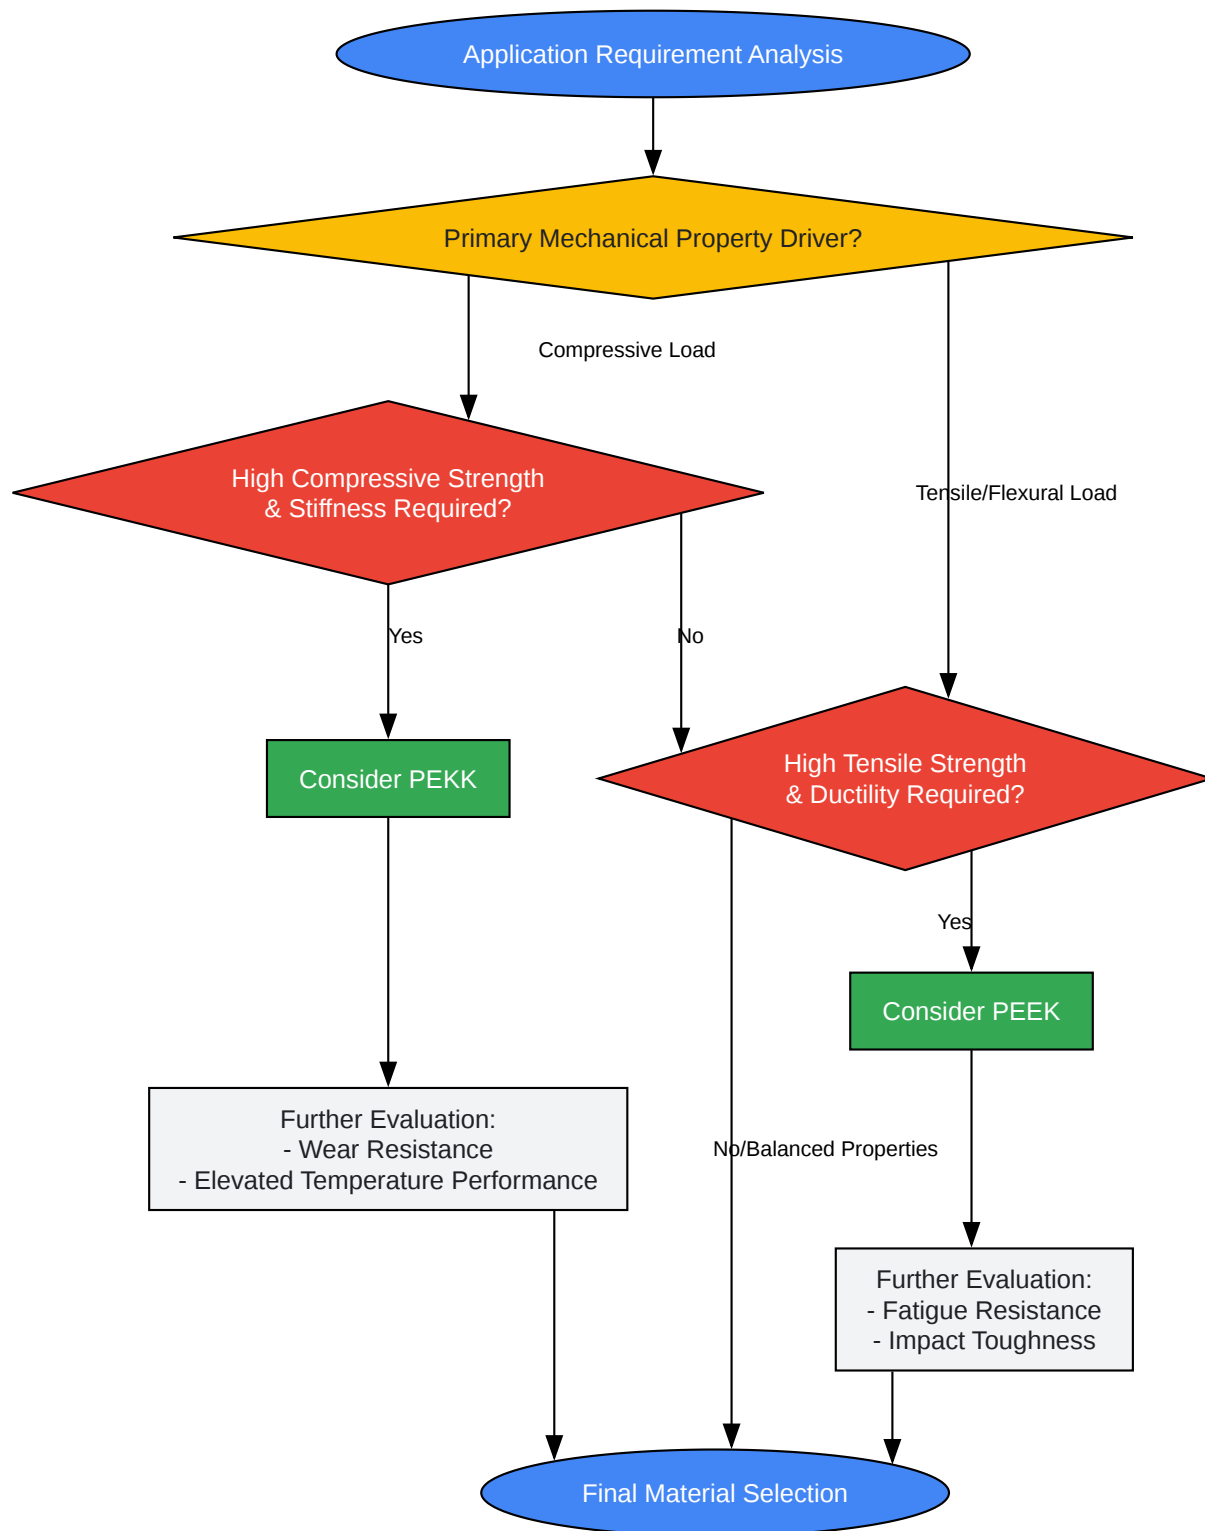 Application Requirement Analysis
Primary Mechanical Property Driver?
Compressive Load
High Compressive Strength
& Stiffness Required?
Tensile/Flexural Load
Yes
No
Consider PEKK
High Tensile Strength
& Ductility Required?
Yes
Consider PEEK
Further Evaluation:
- Wear Resistance
- Elevated Temperature Performance
No/Balanced Properties
Further Evaluation:
- Fatigue Resistance
- Impact Toughness
Final Material Selection